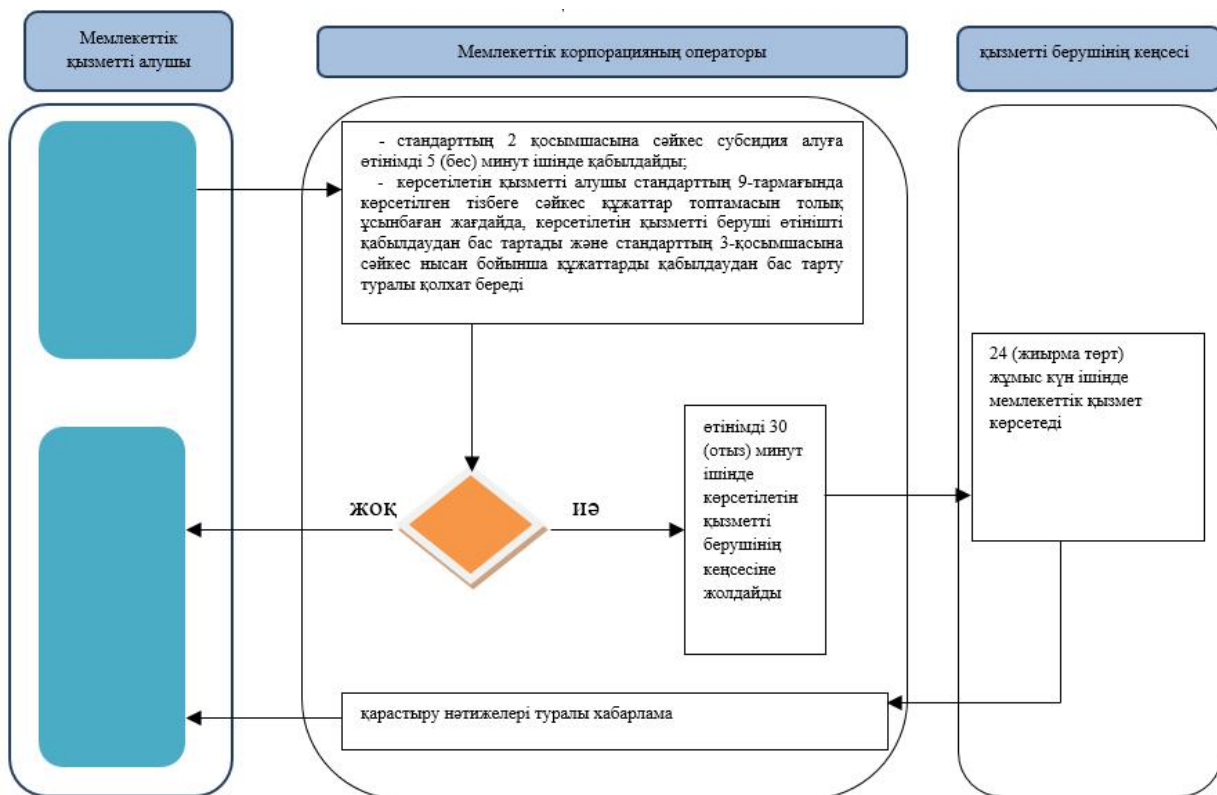 Мемлекеттік
қызметті алушы
Мемлекеттік корпорацияның операторы
қызметті берушінің кеңсесі
- стандарттың 2 қосымшасына сәйкес субсидия алуға
өтінімді 5 (бес) минут ішінде қабылдайды;
- көрсетілетін қызметті алушы стандарттың 9-тармағында
көрсетілген тізбеге сәйкес құжаттар топтамасын толық
ұсынбаған жағдайда, көрсетілетін қызметті беруші өтінішті
қабылдаудан бас тартады және стандарттың 3-қосымшасына
сәйкес нысан бойынша құжаттарды қабылдаудан бас тарту
туралы қолхат береді
24 (жиырма төрт)
жұмыс күн ішінде
мемлекеттік қызмет
көрсетеді
өтінімді 30
(отыз) минут
ішінде
көрсетілетін
қызметті
берушінің
кеңсесіне
жолдайды
жоқ
иә
қарастыру нәтижелері туралы хабарлама